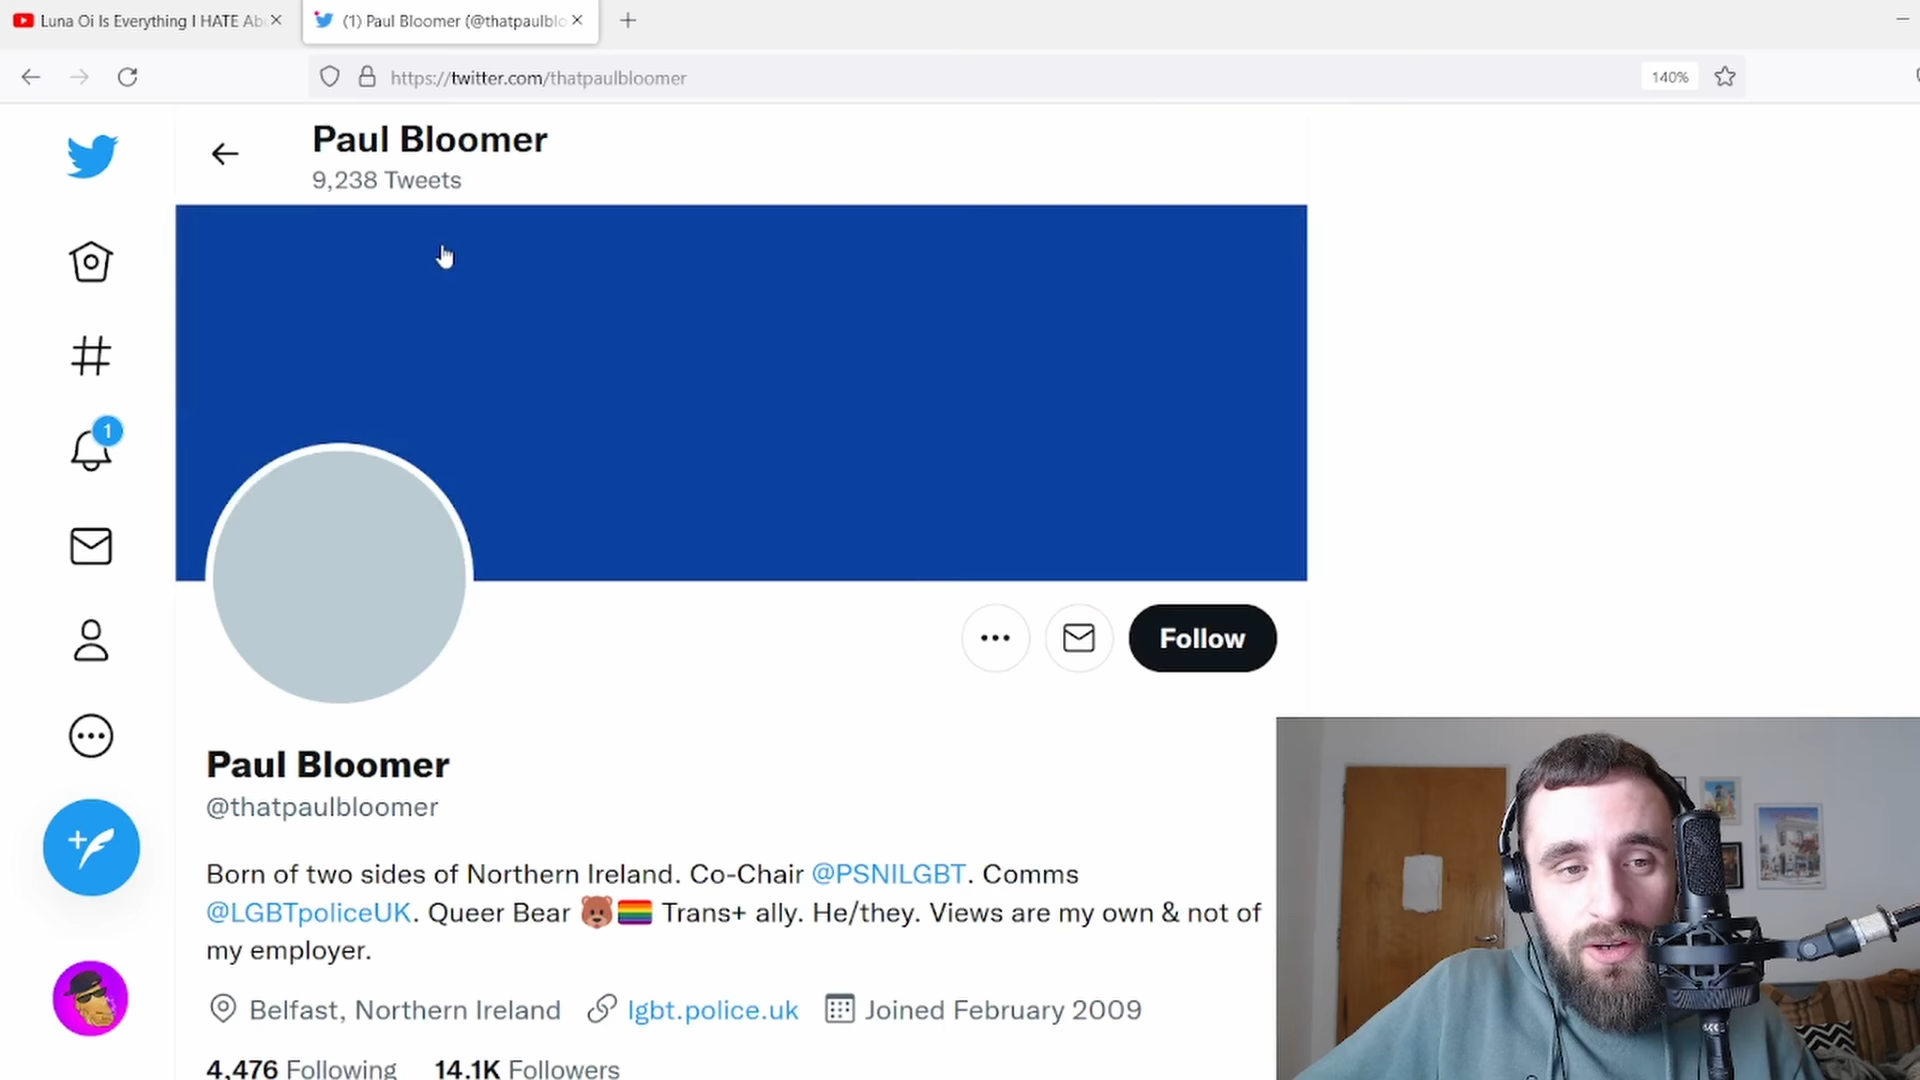 Luna Oi Is Everything I HATE Ab
(1) Paul Bloomer (@thatpaulblo
https://twitter.com/thatpaulbloomer
140%
Paul Bloomer
9,238 Tweets
1
Follow
Paul Bloomer
@thatpaulbloomer
Born of two sides of Northern Ireland. Co-Chair @PSNILGBT. Comms
@LGBTpoliceUK. Queer Bear 🐻🏳️‍🌈 Trans+ ally. He/they. Views are my own & not of
my employer.
Belfast, Northern Ireland lgbt.police.uk Joined February 2009
4,476 Following 14.1K Followers